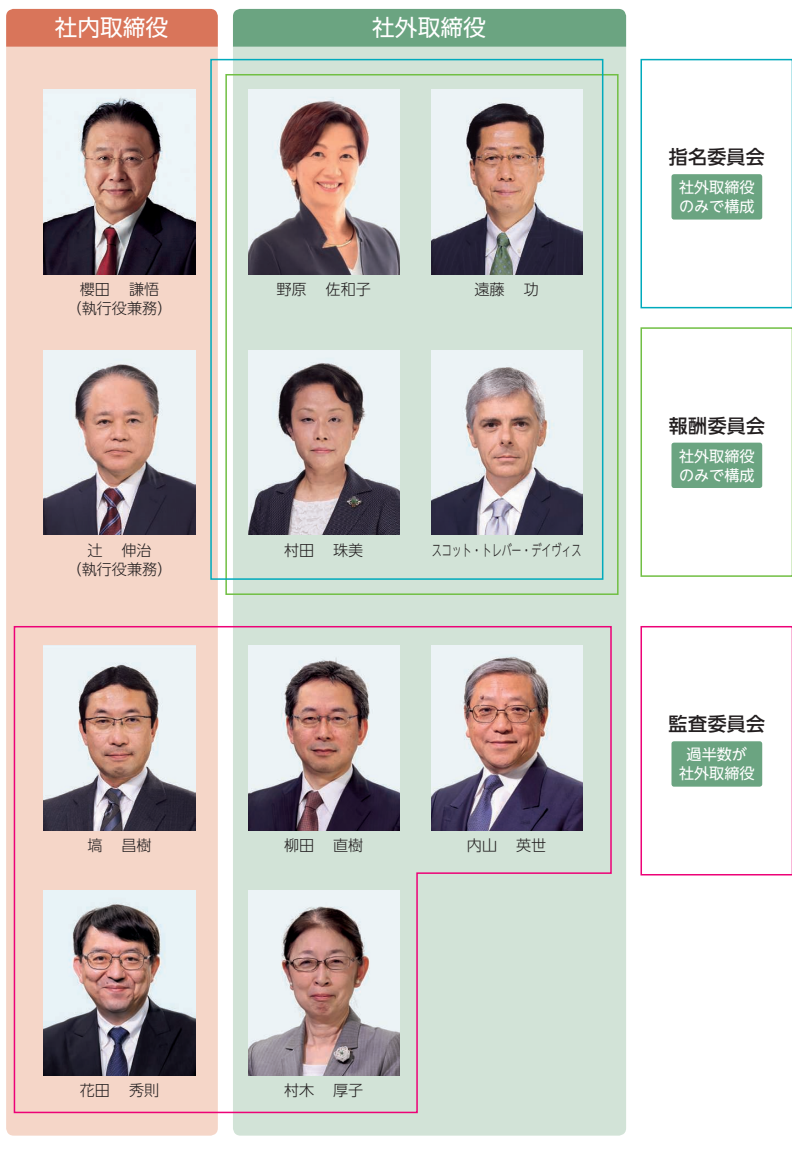 社内取締役
社外取締役
櫻田 謙悟
(執行役兼務)
野原 佐和子
遠藤 功
指名委員会
社外取締役
のみで構成
辻 伸治
(執行役兼務)
村田 珠美
スコット・トレバー・デイヴィス
報酬委員会
社外取締役
のみで構成
塙 昌樹
柳田 直樹
内山 英世
監査委員会
過半数が
社外取締役
花田 秀則
村木 厚子